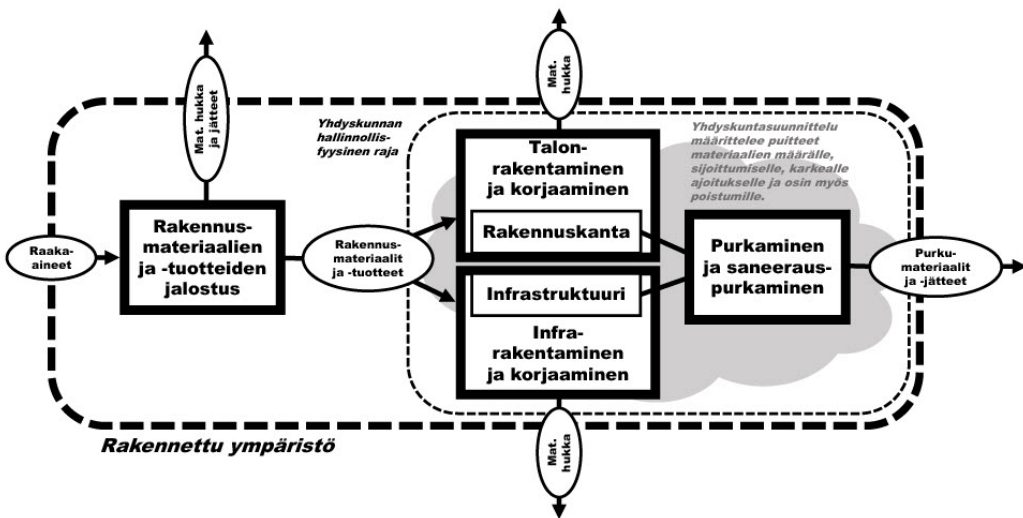 Mat. hukka
ja jätteet
Mat.
hukka
Yhdyskunnan
hallinnollis-
fyysinen raja
Talon-
rakentaminen
ja korjaaminen
Rakennuskanta
Yhdyskuntasuunnittelu
määrittelee puitteet
materiaalien määrälle,
sijoittumiselle, karkealle
ajoitukselle ja osin myös
poistumille.
Raaka-
aineet
Rakennus-
materiaalien
ja -tuotteiden
jalostus
Rakennus-
materiaalit
ja -tuotteet
Infrastruktuuri
Infra-
rakentaminen
ja korjaaminen
Purkaminen
ja saneeraus-
purkaminen
Purku-
materiaalit
ja -jätteet
Mat.
hukka
Rakennettu ympäristö